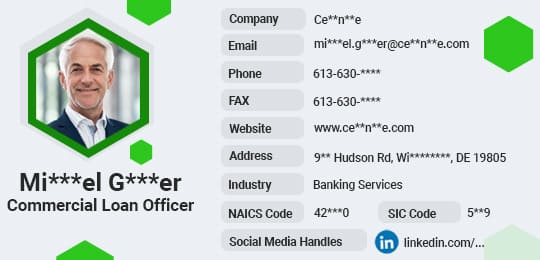 Mi***el G***er
Commercial Loan Officer
Company Ce**n**e
Email mi***el.g***er@ce**n**e.com
Phone 613-630-****
FAX 613-630-****
Website www.ce**n**e.com
Address 9** Hudson Rd, Wi********, DE 19805
Industry Banking Services
NAICS Code 42***0 SIC Code 5**9
Social Media Handles in linkedin.com/...